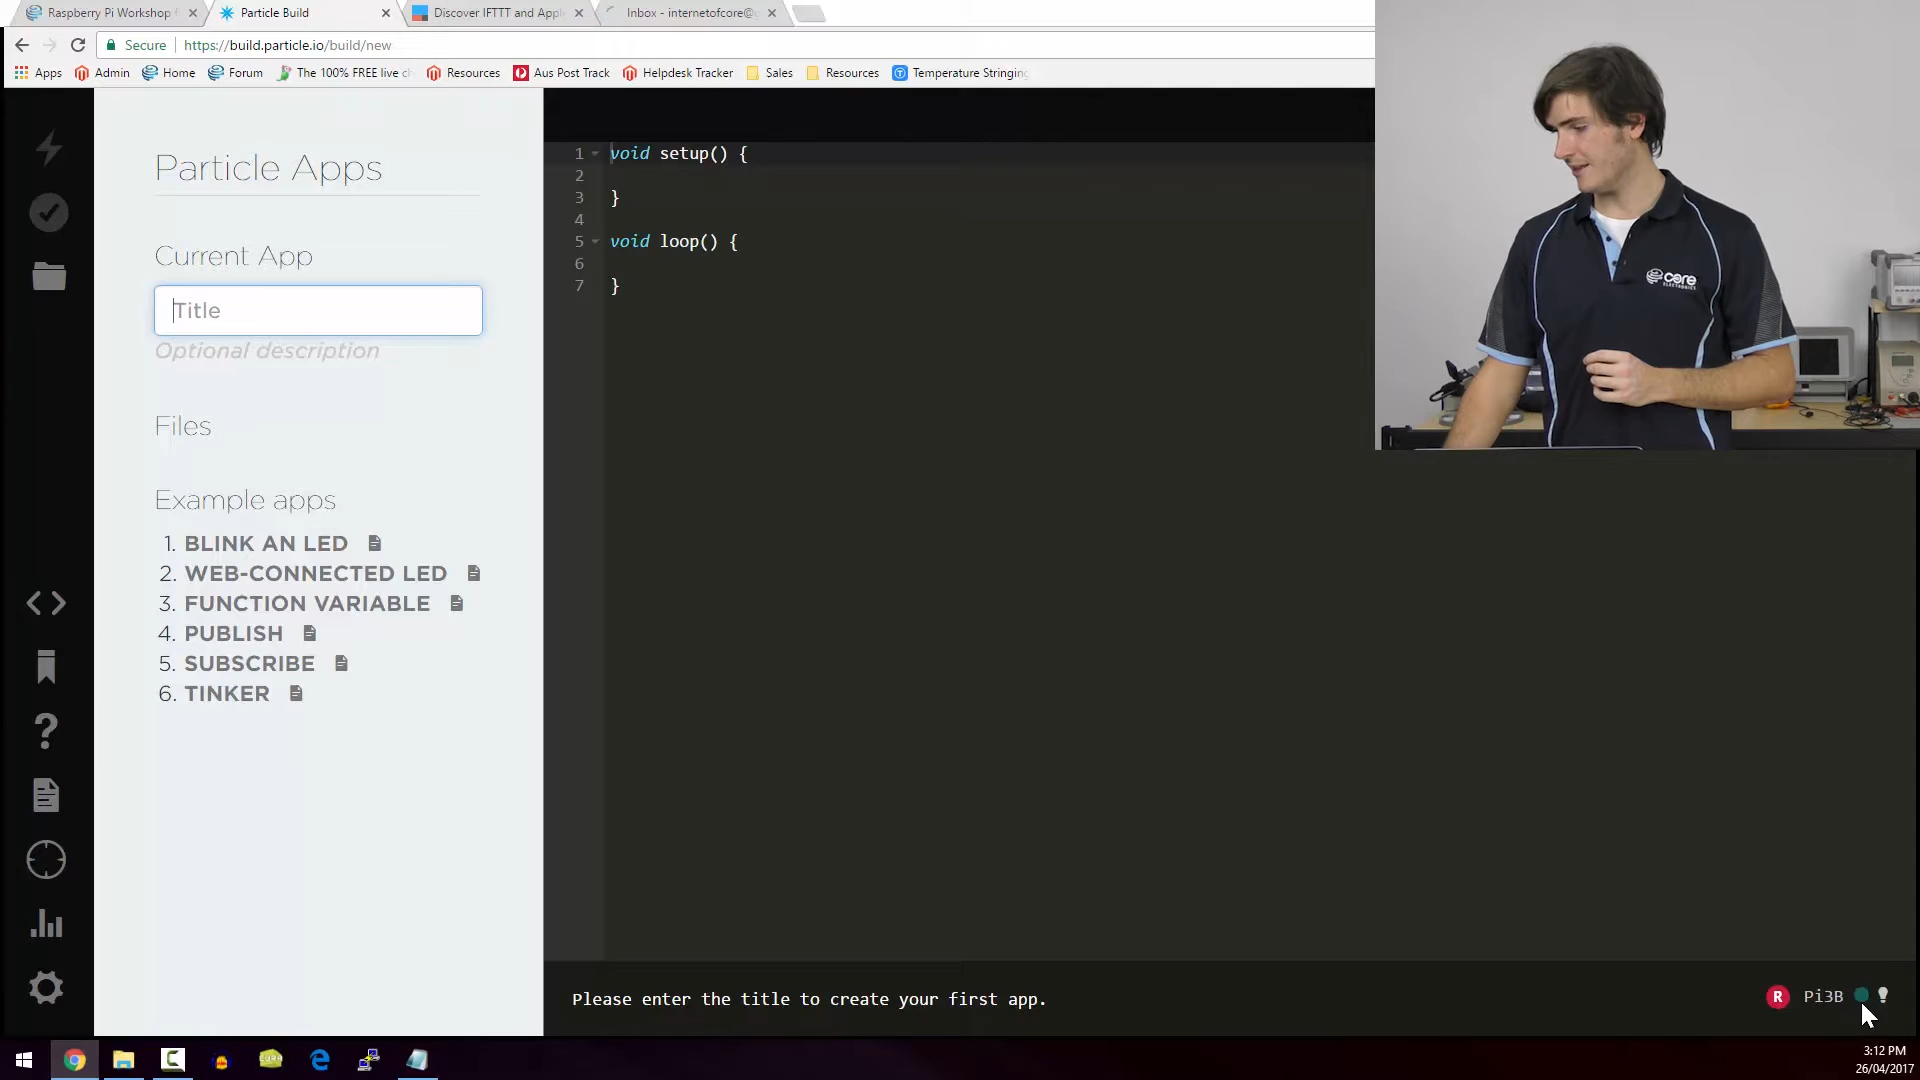 Raspberry Pi Workshop
Particle Build
Discover IFTTT and Appl
Inbox - internetofcore@
Secure
https://build.particle.io/build/new
Apps
Admin
Home
Forum
The 100% FREE live c
Resources
Aus Post Track
Helpdesk Tracker
Sales
Resources
Temperature Stringing
Particle Apps
Current App
Title
Optional description
Files
Example apps
1. BLINK AN LED
2. WEB-CONNECTED LED
3. FUNCTION VARIABLE
4. PUBLISH
5. SUBSCRIBE
6. TINKER
1 void setup() {
2
3 }
4
5 void loop() {
6
7 }
core
ELECTRONICS
Please enter the title to create your first app.
R Pi3B
3:12 PM
26/04/2017